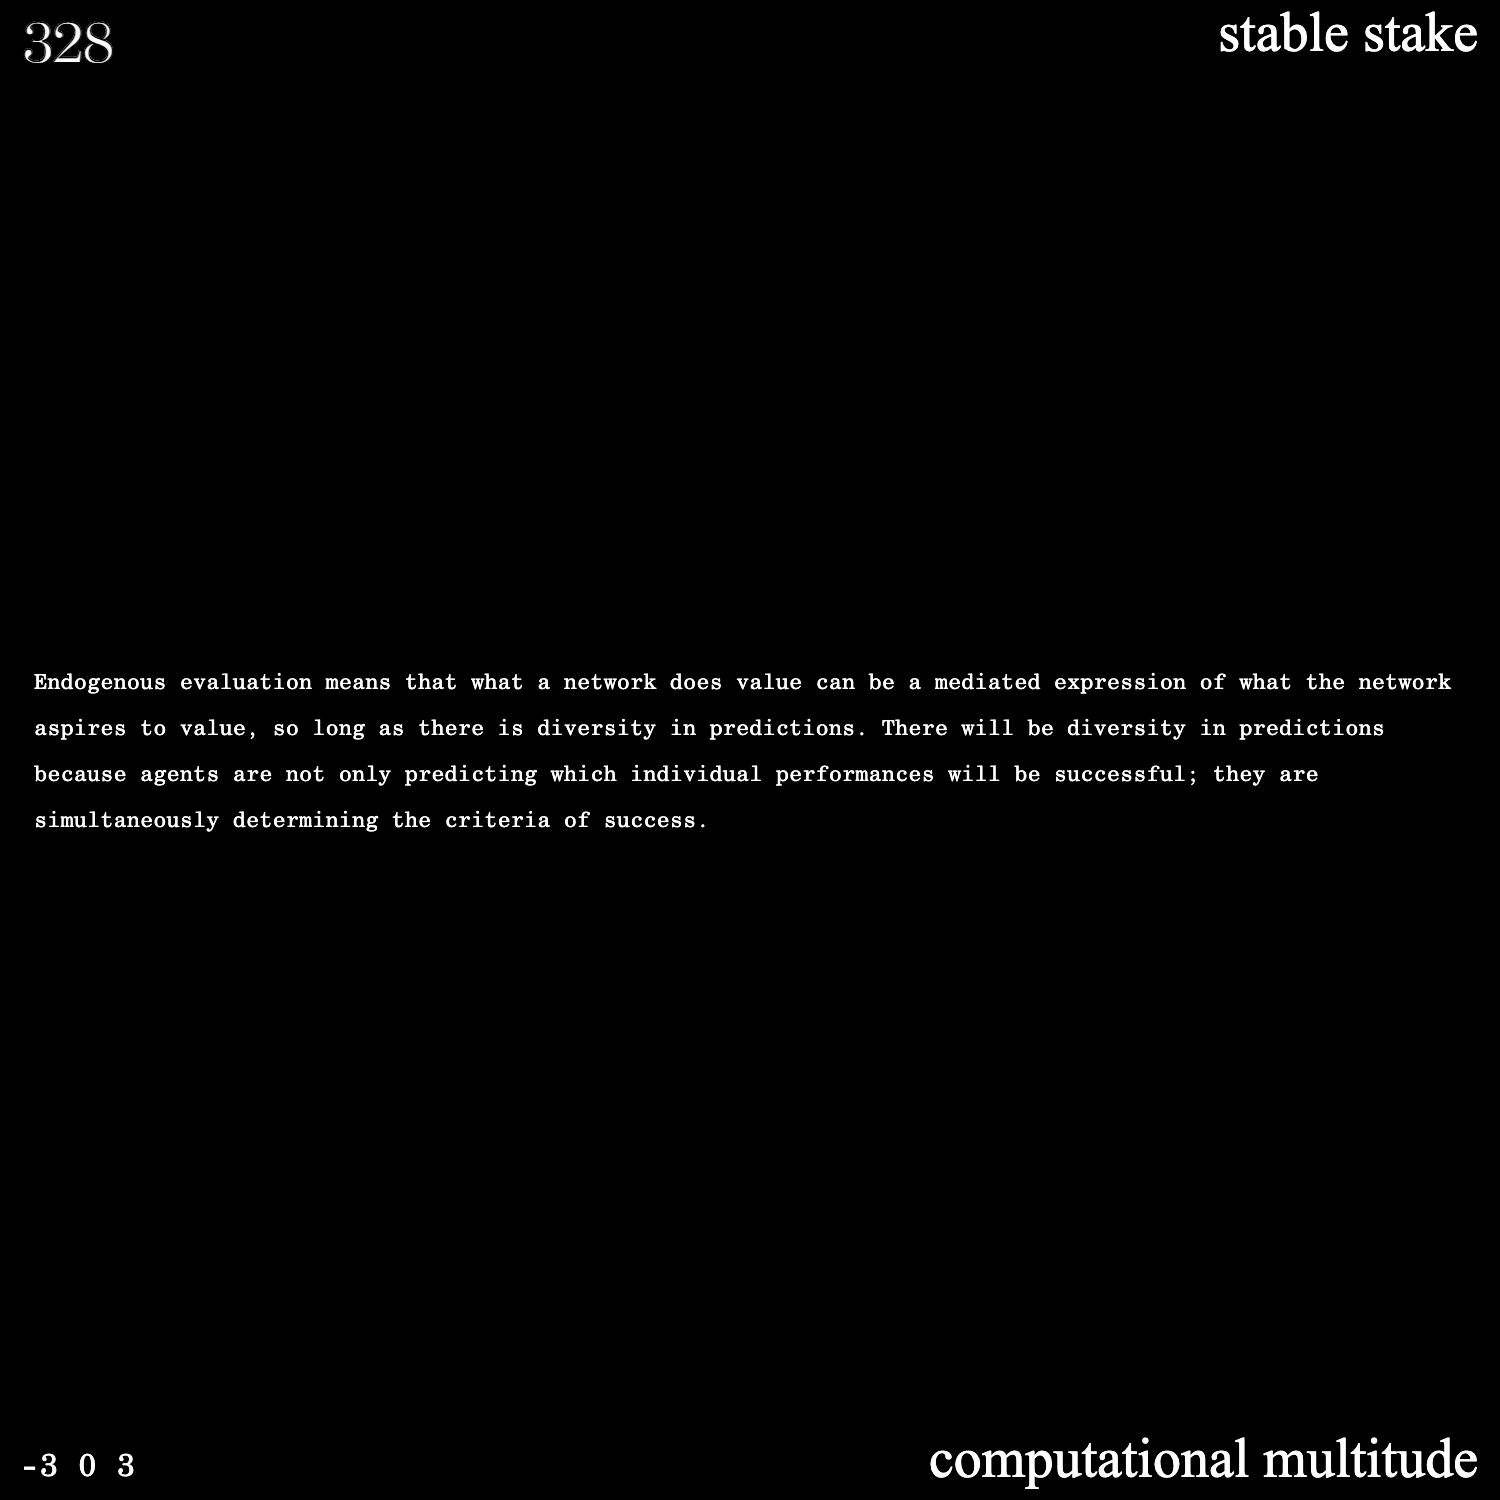 328
stable stake
Endogenous evaluation means that what a network does value can be a mediated expression of what the network
aspires to value, so long as there is diversity in predictions. There will be diversity in predictions
because agents are not only predicting which individual performances will be successful; they are
simultaneously determining the criteria of success.
-3 0 3
computational multitude